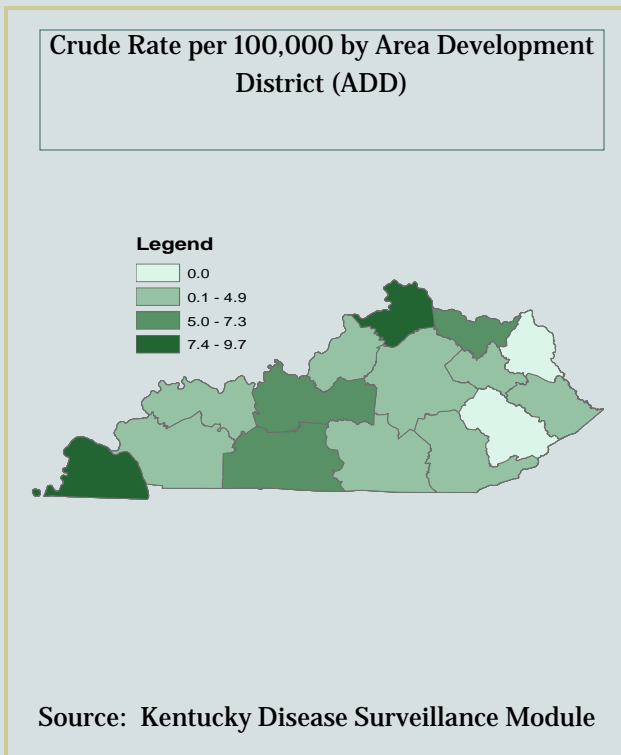 Crude Rate per 100,000 by Area Development
District (ADD)
Legend
0.0
0.1 - 4.9
5.0 - 7.3
7.4 - 9.7
Source: Kentucky Disease Surveillance Module